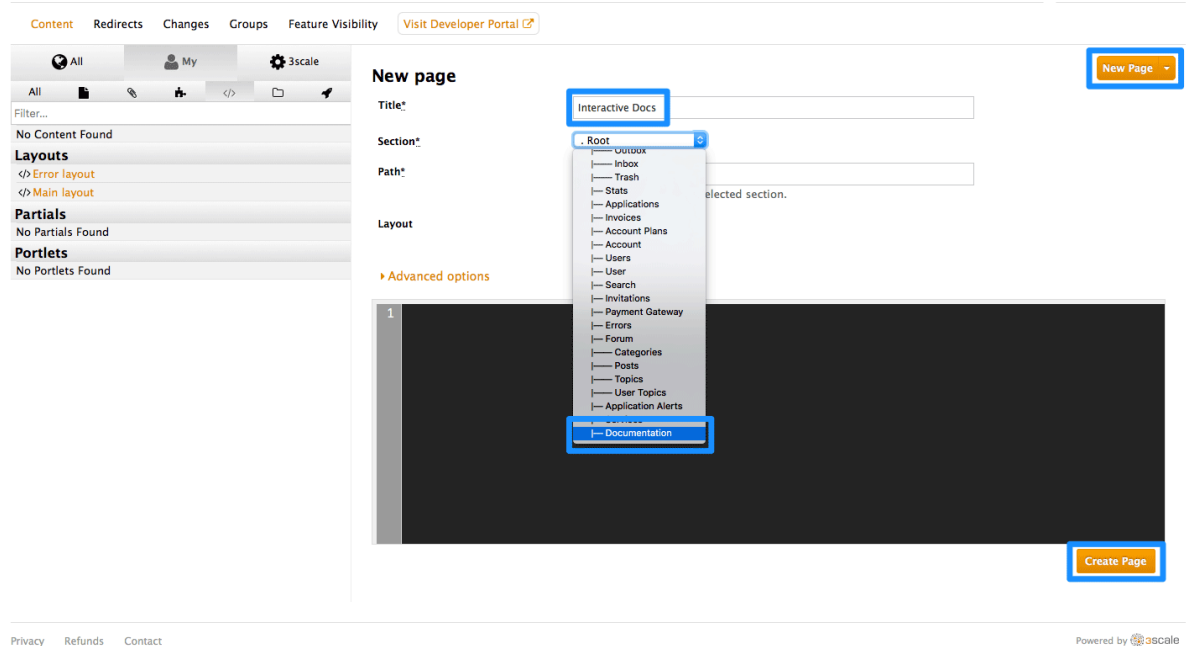 Content Redirects Changes Groups Feature Visibility Visit Developer Portal
All My 3scale
All
Filter...
No Content Found
Layouts
</> Error layout
</> Main layout
Partials
No Partials Found
Portlets
No Portlets Found
New page
New Page
Title*
Interactive Docs
Section*
. Root
|—— Outbox
|—— Inbox
|—— Trash
|— Stats
|— Applications
|— Invoices
|— Account Plans
|— Account
|— Users
|— User
|— Search
|— Invitations
|— Payment Gateway
|— Errors
|— Forum
|—— Categories
|—— Posts
|—— Topics
|—— User Topics
|— Application Alerts
|— Services
|— Documentation
Path*
elected section.
Layout
Advanced options
1
Create Page
Privacy Refunds Contact
Powered by 3scale